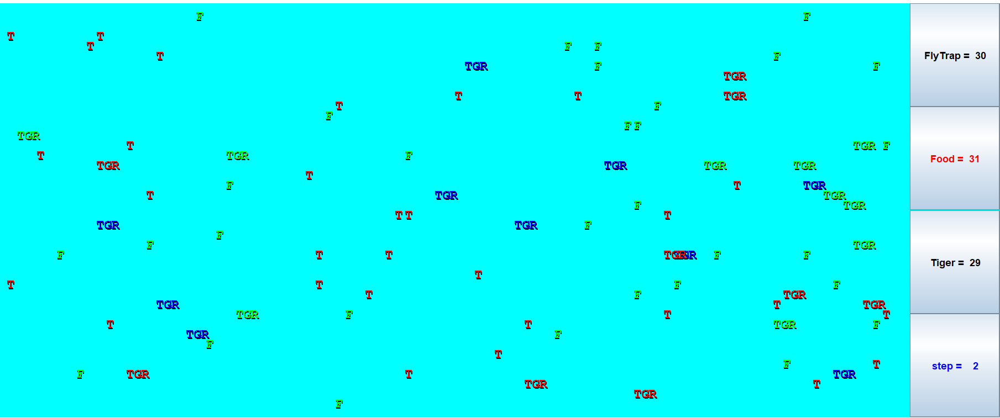 F F
T T
T F F
T F
TGR F F
TGR
T T TGR
T F
F
F F
TGR
T TGR F
T TGR F
TGR TGR TGR TGR
T
F T TGR
T TGR TGR
F TGR
T T T
TGR TGR F
F
F TGR
F T T TGR TGR F F
T
T T F F
T F TGR
TGR T TGR
TGR F T T
T T TGR F
TGR F
F
T
F T
F TGR T TGR
TGR T
TGR
F
FlyTrap = 30
Food = 31
Tiger = 29
step = 2